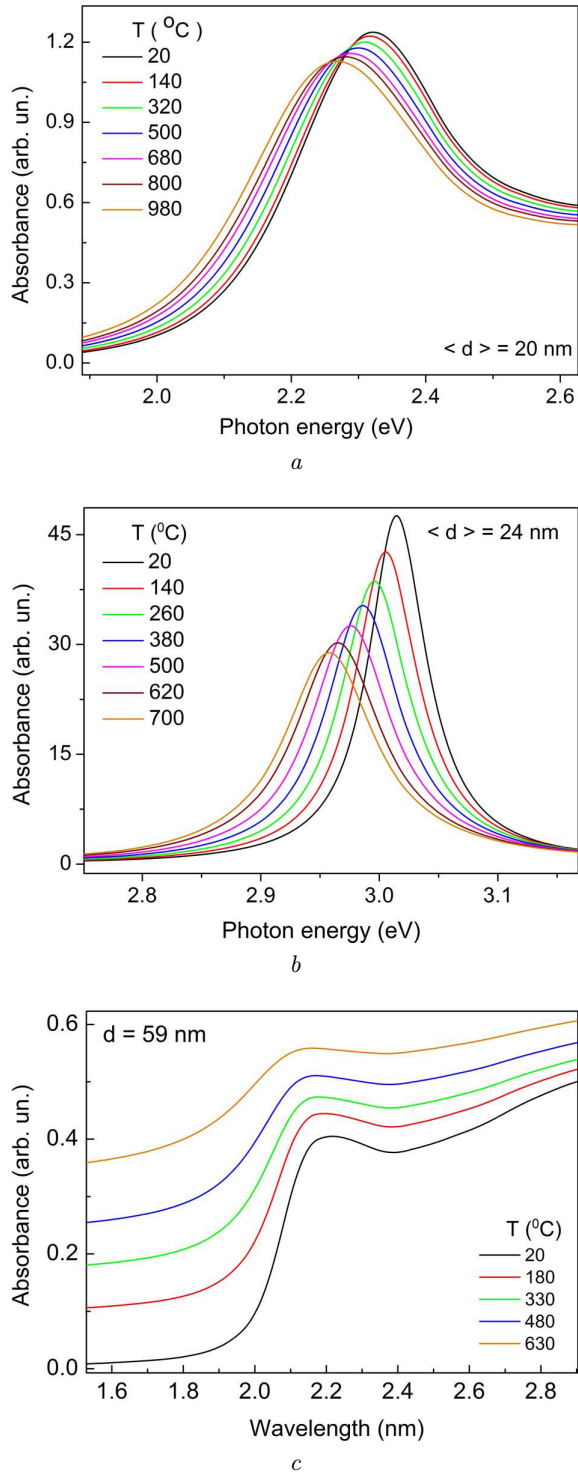 T ( ᴼC )
20
140
320
500
680
800
980
1.2
0.9
0.6
0.3
0.0
Absorbance (arb. un.)
< d > = 20 nm
2.0 2.2 2.4 2.6
Photon energy (eV)
a
T (⁰C)
20
140
260
380
500
620
700
< d > = 24 nm
45
30
15
0
Absorbance (arb. un.)
2.8 2.9 3.0 3.1
Photon energy (eV)
b
d = 59 nm
0.6
0.4
0.2
0.0
Absorbance (arb. un.)
T (⁰C)
20
180
330
480
630
1.6 1.8 2.0 2.2 2.4 2.6 2.8
Wavelength (nm)
c